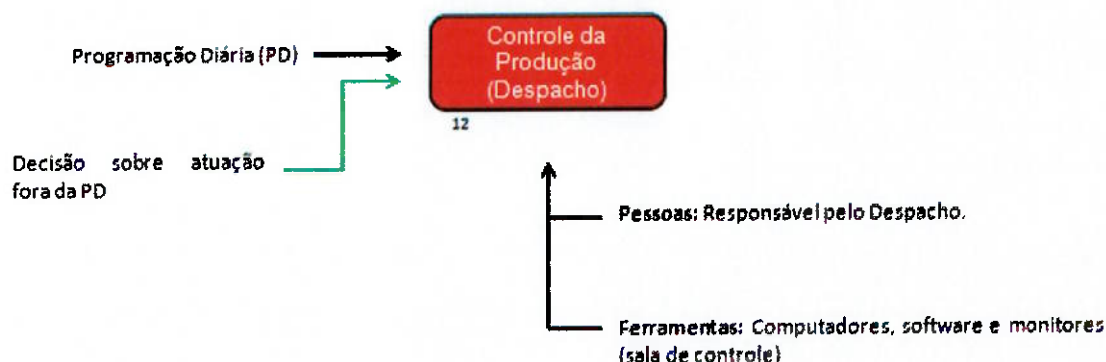 Programação Diária (PD)
Controle da
Produção
(Despacho)
12
Decisão sobre atuação
fora da PD
Pessoas: Responsável pelo Despacho.
Ferramentas: Computadores, software e monitores
(sala de controle)